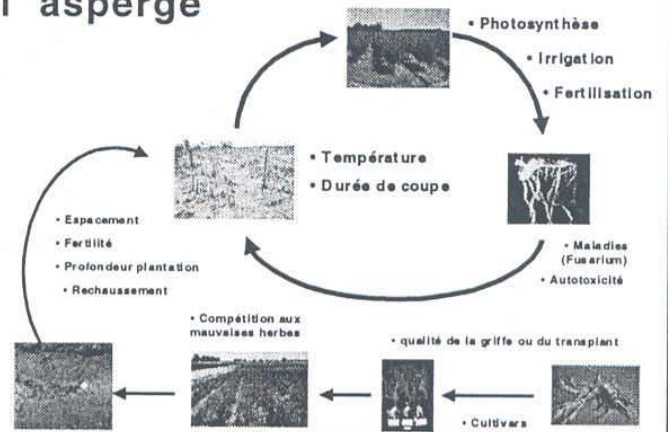 l' asperge
• Photosynthèse
• Irrigation
• Fertilisation
• Température
• Durée de coupe
• Espacement
• Fertilité
• Profondeur plantation
• Rechaussement
• Maladies
(Fusarium)
• Autotoxicité
• Compétition aux
mauvaises herbes
• qualité de la griffe ou du transplant
• Cultivars